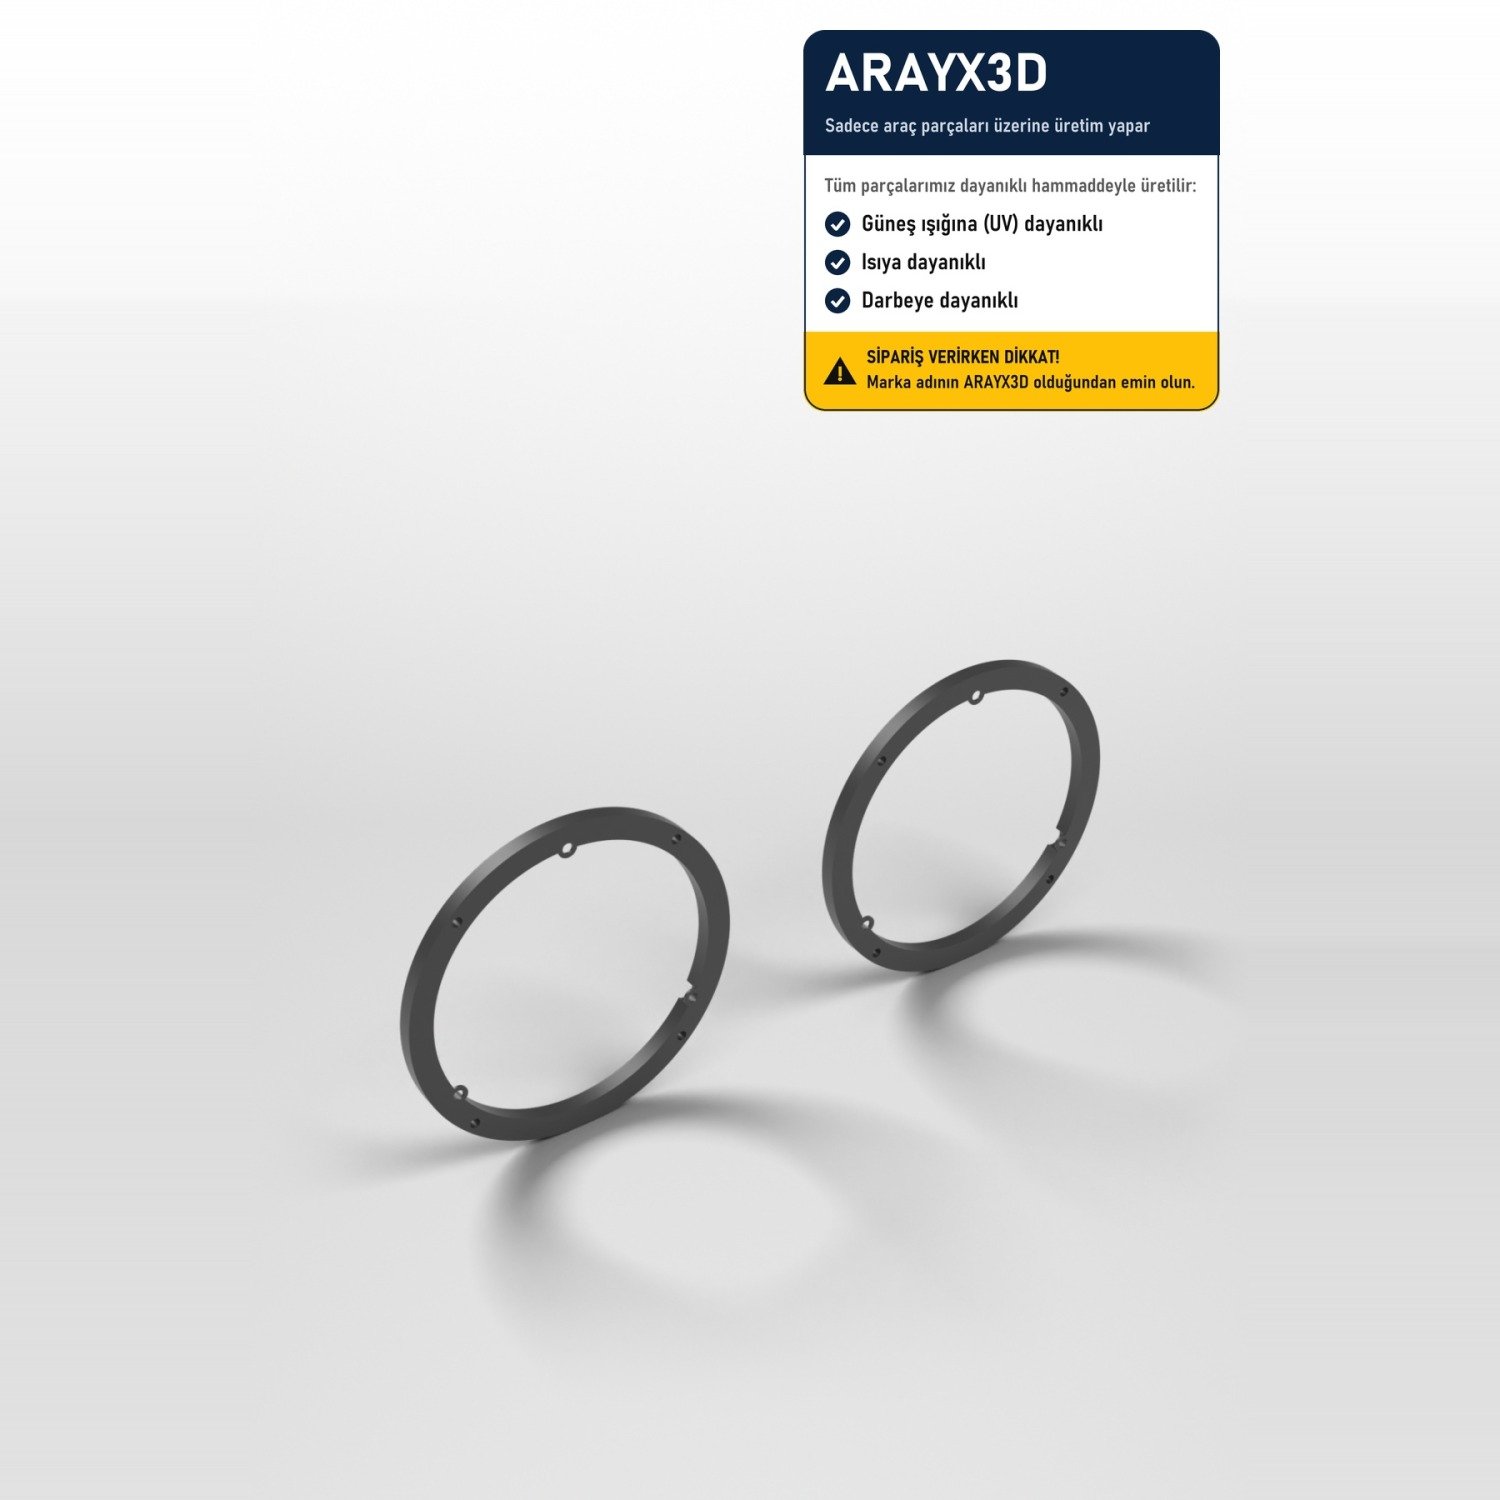 ARAYX3D
Sadece araç parçaları üzerine üretim yapar
Tüm parçalarımız dayanıklı hammaddeyle üretilir:
Güneş ışığına (UV) dayanıklı
Isıya dayanıklı
Darbeye dayanıklı
SİPARİŞ VERİRKEN DİKKAT!
Marka adının ARAYX3D olduğundan emin olun.